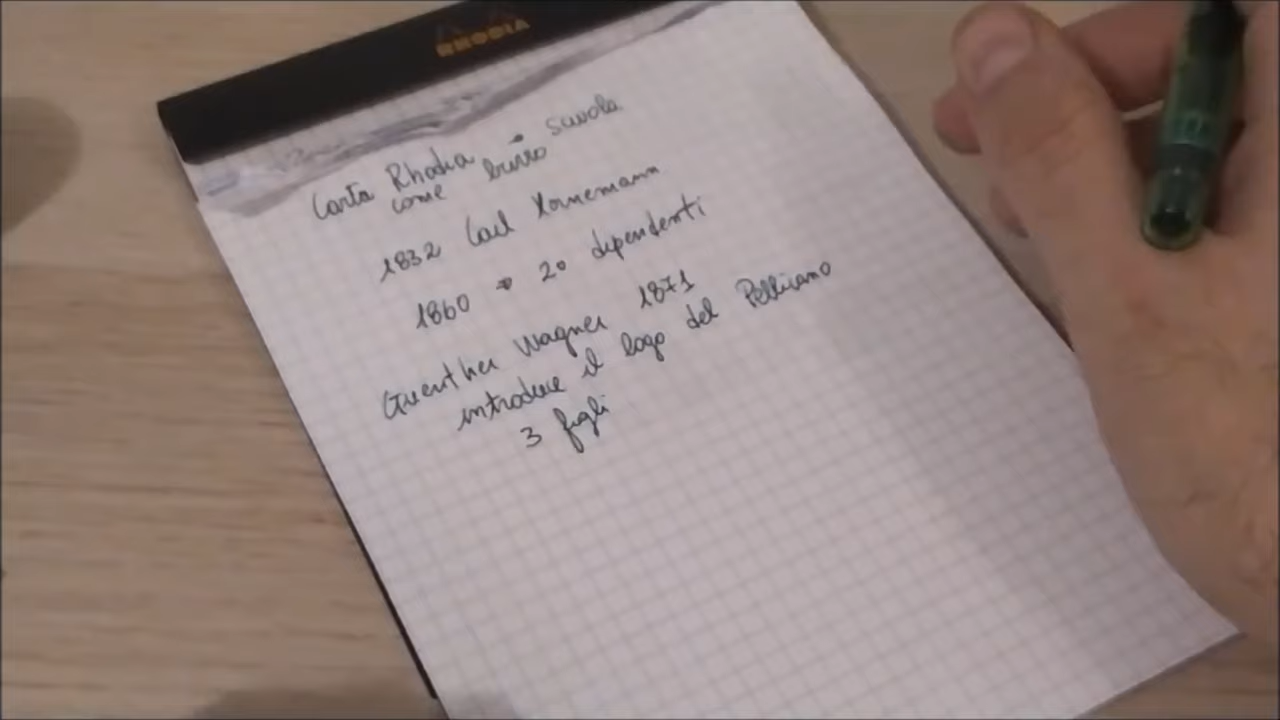 RHODIA
Carta Rhodia → scuola
come burro
1832 Carl Hornemann
1860 → 20 dipendenti
Guenther Wagner 1871
introduce il logo del Pellicano
3 figli